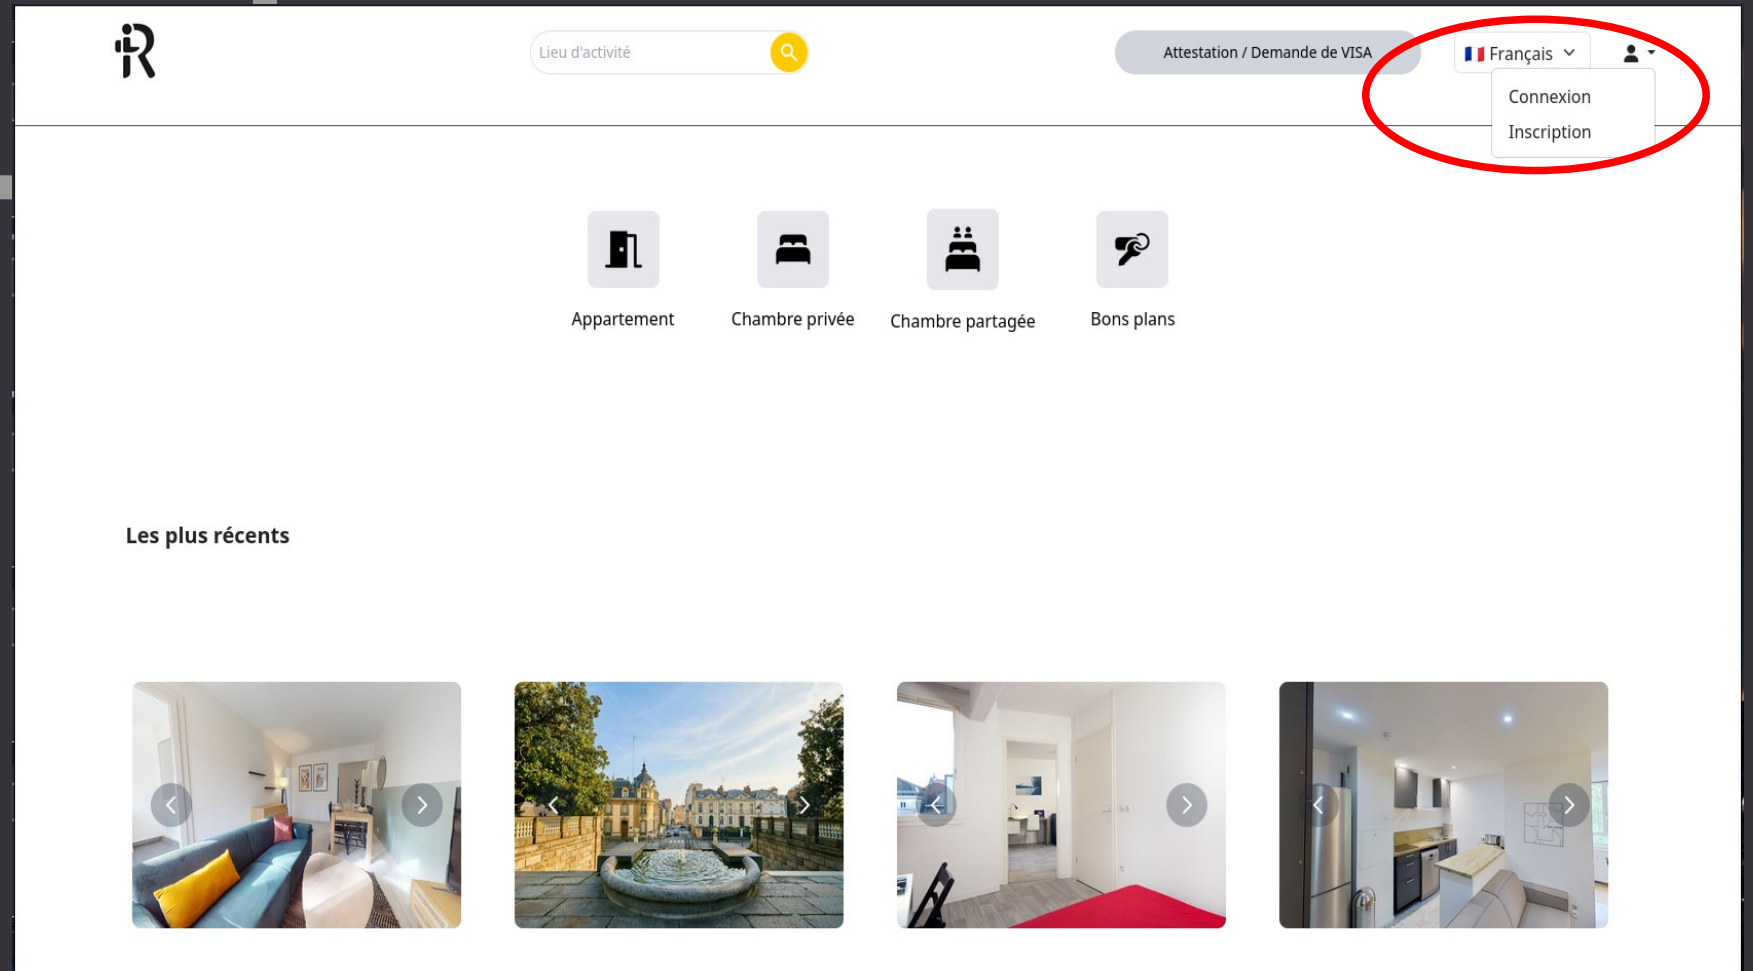 Lieu d'activité
Attestation / Demande de VISA
Français
Connexion
Inscription
Appartement
Chambre privée
Chambre partagée
Bons plans
Les plus récents